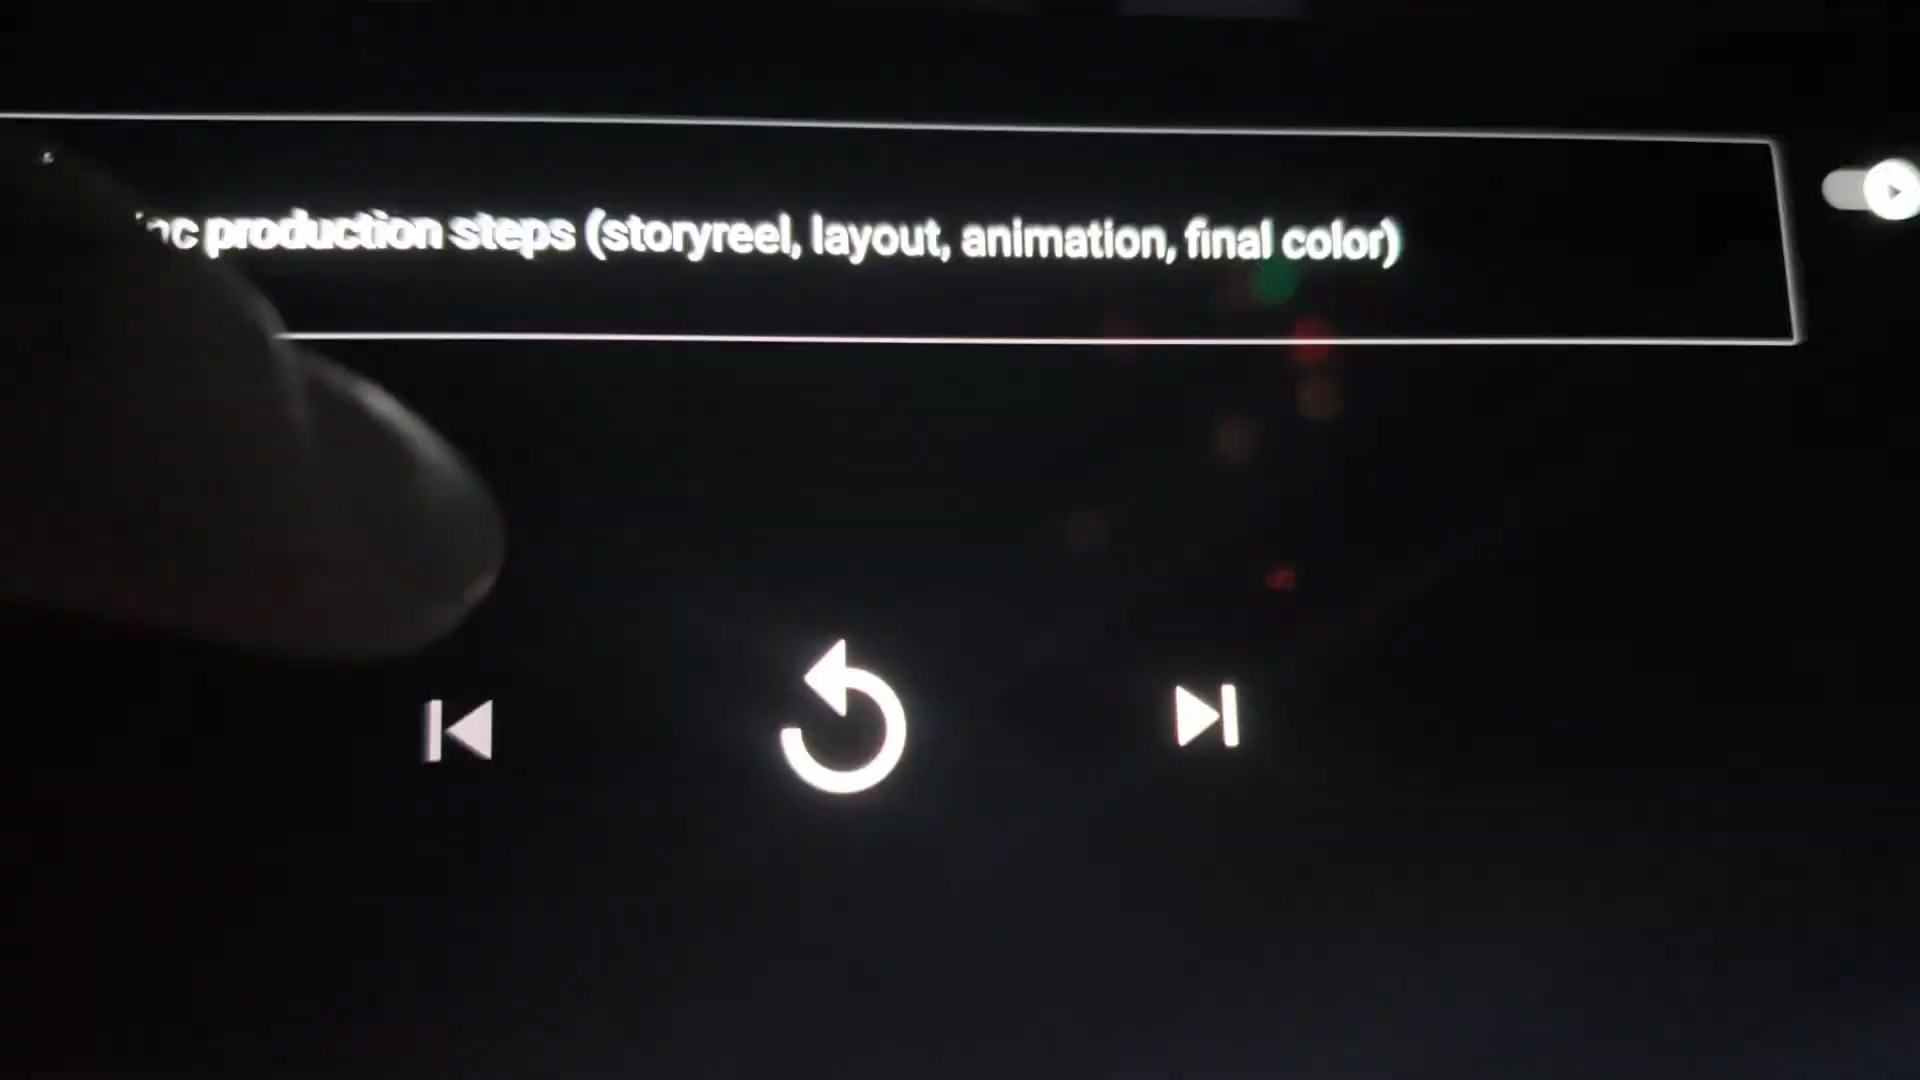 production steps (storyreel, layout, animation, final color)